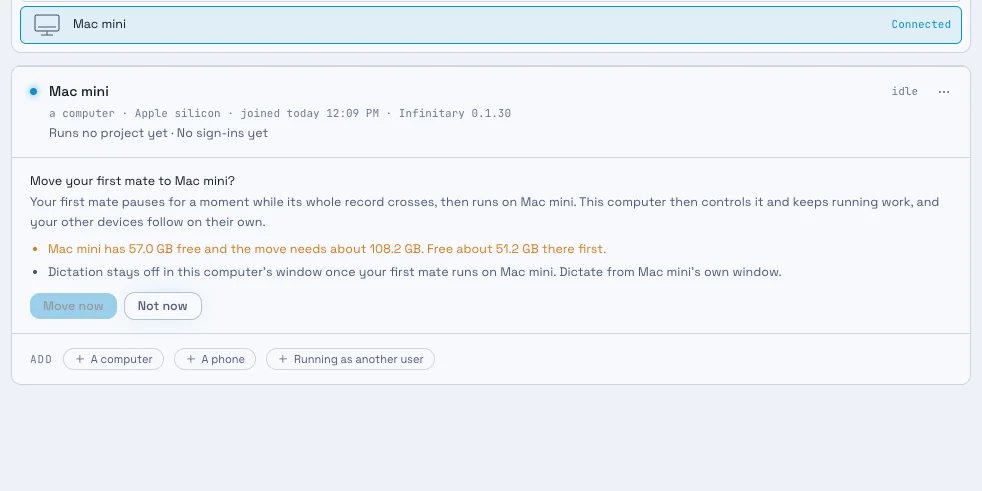 Mac mini
Connected
Mac mini
idle
a computer · Apple silicon · joined today 12:09 PM · Infinitary 0.1.30
Runs no project yet · No sign-ins yet
Move your first mate to Mac mini?
Your first mate pauses for a moment while its whole record crosses, then runs on Mac mini. This computer then controls it and keeps running work, and
your other devices follow on their own.
• Mac mini has 57.0 GB free and the move needs about 108.2 GB. Free about 51.2 GB there first.
• Dictation stays off in this computer's window once your first mate runs on Mac mini. Dictate from Mac mini's own window.
Move now
Not now
ADD
+ A computer
+ A phone
+ Running as another user